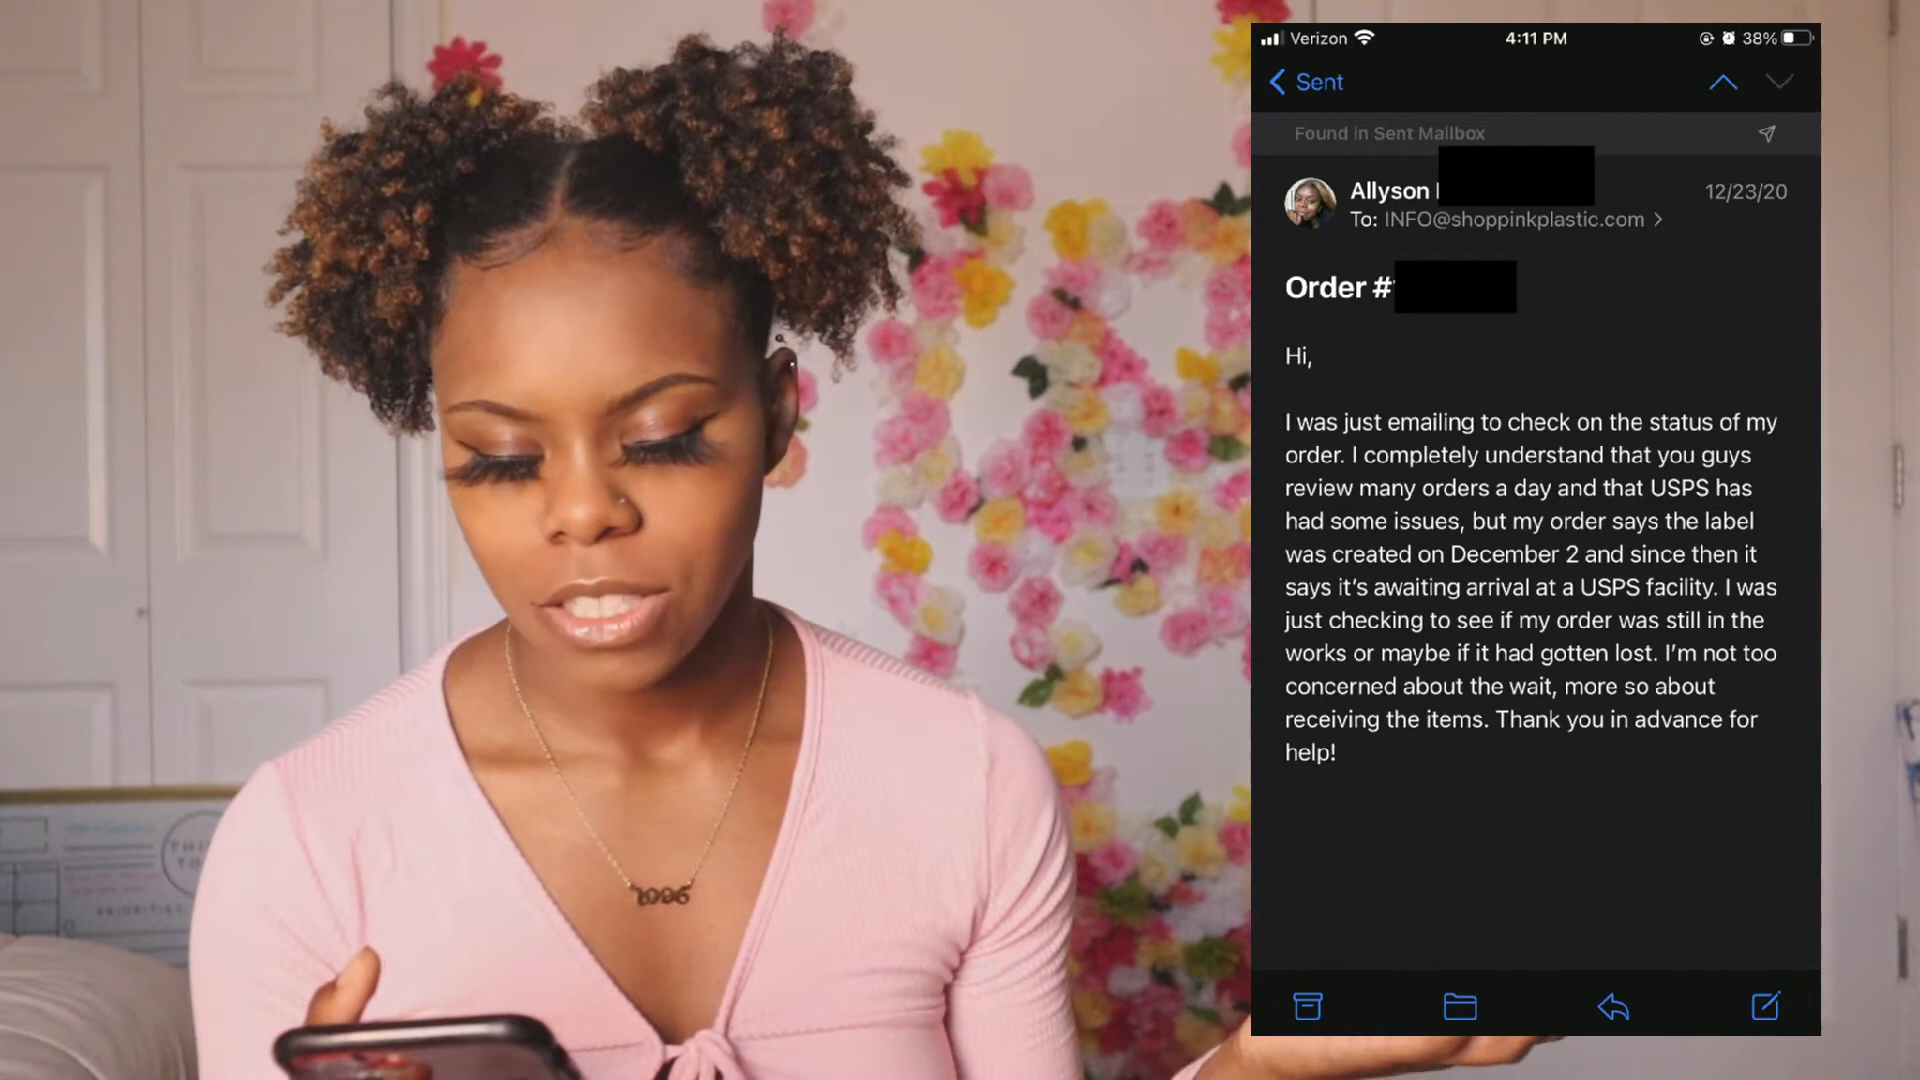 Verizon
4:11 PM
38%
Sent
Found in Sent Mailbox
Allyson
12/23/20
To: INFO@shoppinkplastic.com
Order #
Hi,
I was just emailing to check on the status of my
order. I completely understand that you guys
review many orders a day and that USPS has
had some issues, but my order says the label
was created on December 2 and since then it
says it's awaiting arrival at a USPS facility. I was
just checking to see if my order was still in the
works or maybe if it had gotten lost. I'm not too
concerned about the wait, more so about
receiving the items. Thank you in advance for
help!
1996
PRIORITIES